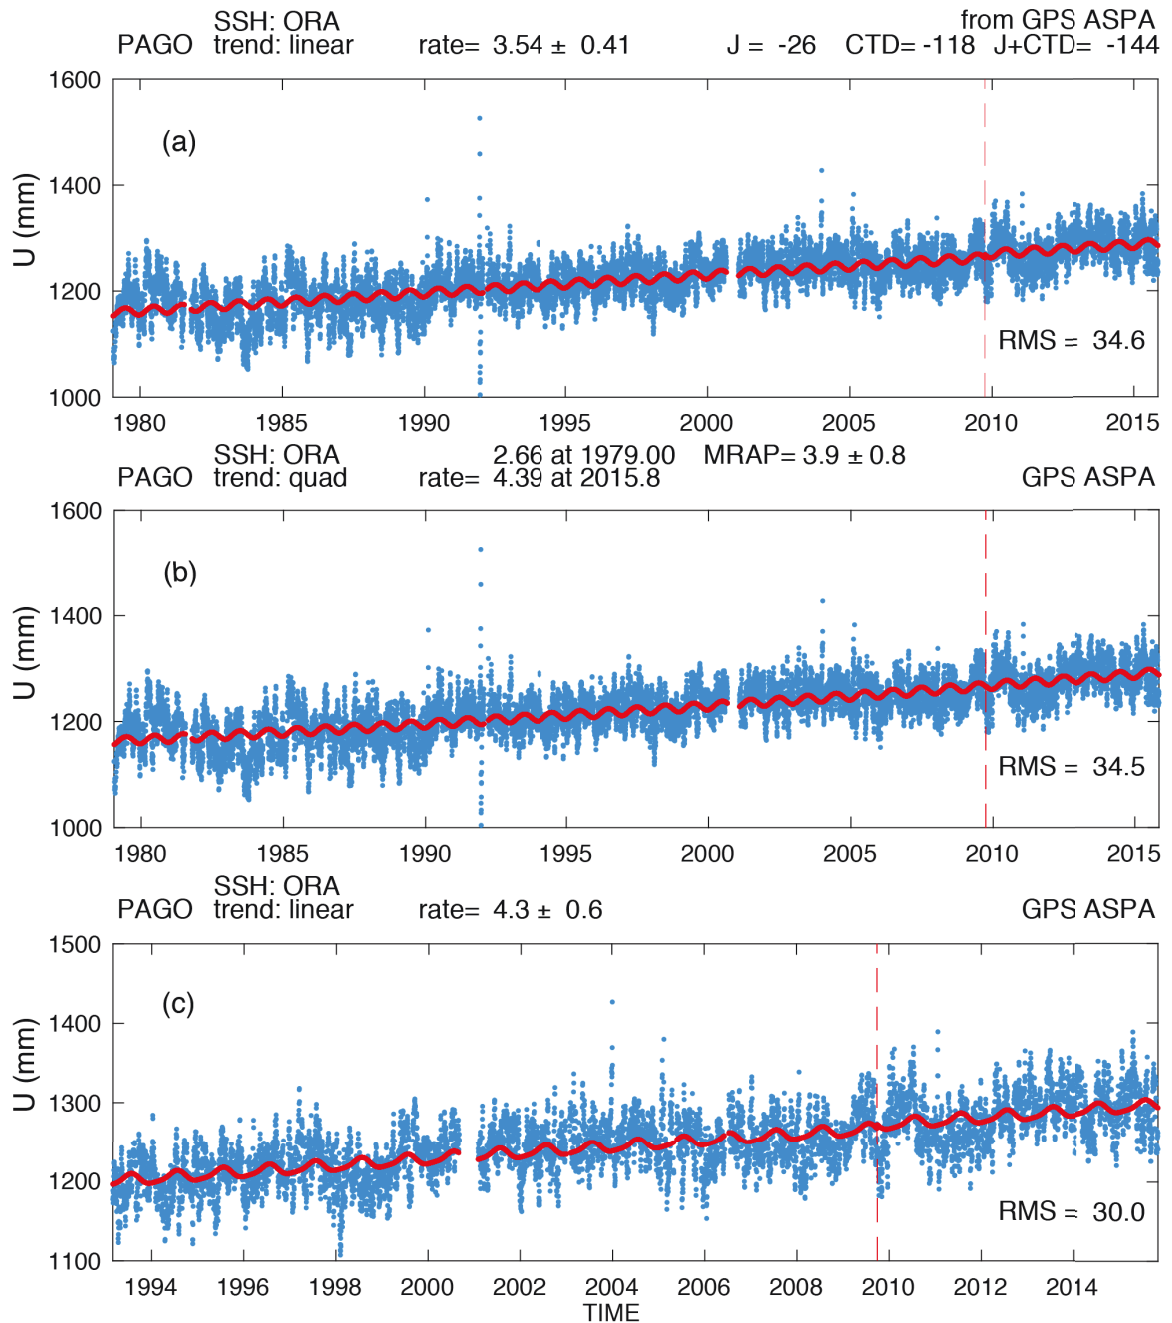 SSH: ORA from GPS ASPA
PAGO trend: linear rate= 3.54 ± 0.41 J = -26 CTD= -118 J+CTD= -144
1600
(a)
1400
U (mm)
1200
RMS = 34.6
1000
1980 1985 1990 1995 2000 2005 2010 2015
SSH: ORA 2.66 at 1979.00 MRAP= 3.9 ± 0.8
PAGO trend: quad rate= 4.39 at 2015.8 GPS ASPA
1600
(b)
1400
U (mm)
1200
RMS = 34.5
1000
1980 1985 1990 1995 2000 2005 2010 2015
SSH: ORA
PAGO trend: linear rate= 4.3 ± 0.6 GPS ASPA
1500
(c)
1400
U (mm)
1300
1200
RMS = 30.0
1100
1994 1996 1998 2000 2002 2004 2006 2008 2010 2012 2014
TIME